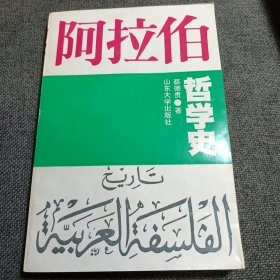 阿拉伯
哲学史
蔡德贵●著
山东大学出版社
تاريخ
الفلسفة العربية